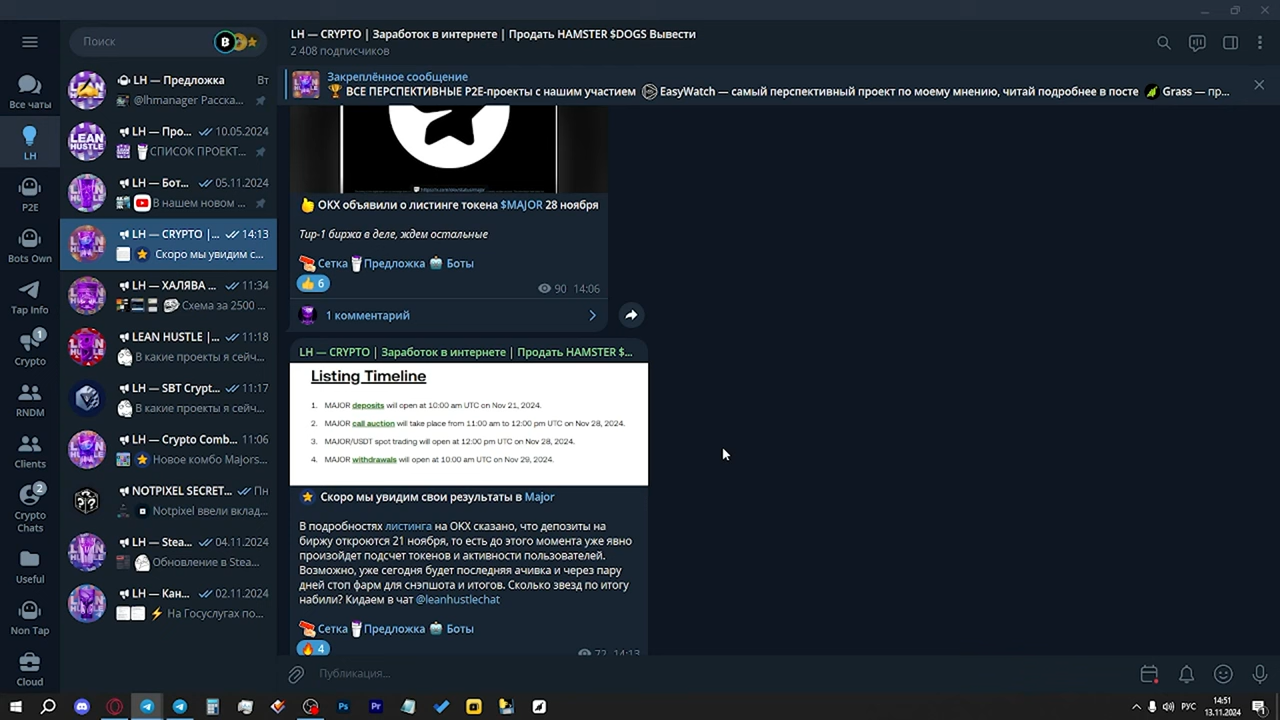 Поиск
Все чаты
LH
P2E
Bots Own
Tap Info
Crypto
1
RNDM
Clients
Crypto
Chats
2
Useful
Non Tap
Cloud
LH — Предложка Вт
@lhmanager Расска...
LH — Про... 10.05.2024
СПИСОК ПРОЕКТ...
LH — Бот... 05.11.2024
В нашем новом ...
LH — CRYPTO |... 14:13
Скоро мы увидим с...
LH — ХАЛЯВА ... 11:34
Схема за 2500 ...
LEAN HUSTLE |... 11:18
В какие проекты я сейч...
LH — SBT Crypt... 11:17
В какие проекты я сейч...
LH — Crypto Comb... 11:06
Новое комбо Majors...
NOTPIXEL SECRET... Пн
Notpixel ввели вклад...
LH — Stea... 04.11.2024
Обновление в Stea...
LH — Кан... 02.11.2024
На Госуслугах по...
LH — CRYPTO | Заработок в интернете | Продать HAMSTER $DOGS Вывести
2 408 подписчиков
Закреплённое сообщение
ВСЕ ПЕРСПЕКТИВНЫЕ P2E-проекты с нашим участием EasyWatch — самый перспективный проект по моему мнению, читай подробнее в посте Grass — пр...
OKX объявили о листинге токена $MAJOR 28 ноября
Тир-1 биржа в деле, ждем остальные
Сетка Предложка Боты
6
90 14:06
1 комментарий
LH — CRYPTO | Заработок в интернете | Продать HAMSTER $...
Listing Timeline
1. MAJOR deposits will open at 10:00 am UTC on Nov 21, 2024.
2. MAJOR call auction will take place from 11:00 am to 12:00 pm UTC on Nov 28, 2024.
3. MAJOR/USDT spot trading will open at 12:00 pm UTC on Nov 28, 2024.
4. MAJOR withdrawals will open at 10:00 am UTC on Nov 29, 2024.
Скоро мы увидим свои результаты в Major
В подробностях листинга на OKX сказано, что депозиты на
биржу откроются 21 ноября, то есть до этого момента уже явно
произойдет подсчет токенов и активности пользователей.
Возможно, уже сегодня будет последняя ачивка и через пару
дней стоп фарм для снэпшота и итогов. Сколько звезд по итогу
набили? Кидаем в чат @leanhustlechat
Сетка Предложка Боты
4
72 14:13
Публикация...
РУС
14:51
13.11.2024